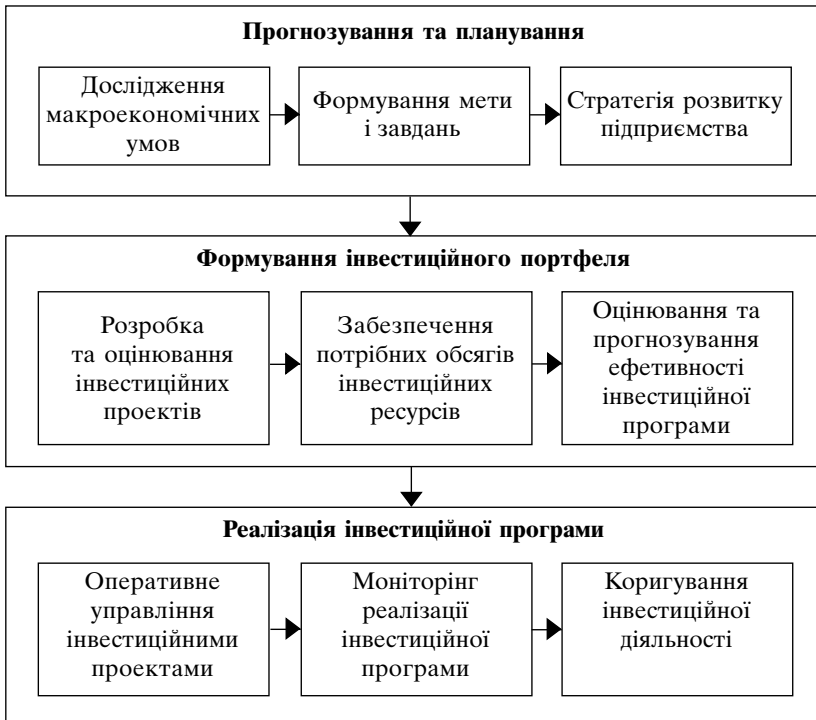 Прогнозування та планування
Дослідження
макроекономічних
умов
Формування мети
і завдань
Стратегія розвитку
підприємства
Формування інвестиційного портфеля
Розробка
та оцінювання
інвестиційних
проектів
Забезпечення
потрібних обсягів
інвестиційних
ресурсів
Оцінювання та
прогнозування
ефетивності
інвестиційної
програми
Реалізація інвестиційної програми
Оперативне
управління
інвестиційними
проектами
Моніторінг
реалізації
інвестиційної
програми
Коригування
інвестиційної
діяльності